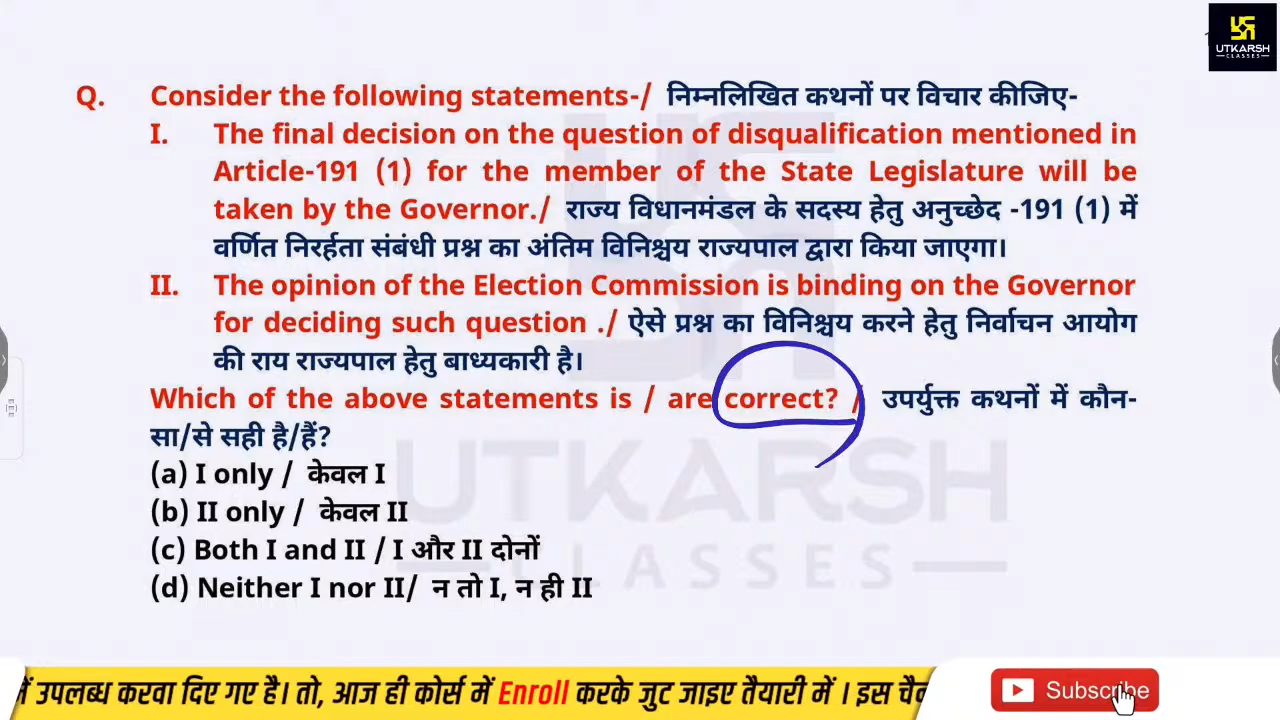 UTKARSH
CLASSES
Q. Consider the following statements-/ निम्नलिखित कथनों पर विचार कीजिए-
I. The final decision on the question of disqualification mentioned in
Article-191 (1) for the member of the State Legislature will be
taken by the Governor./ राज्य विधानमंडल के सदस्य हेतु अनुच्छेद -191 (1) में
वर्णित निरर्हता संबंधी प्रश्न का अंतिम विनिश्चय राज्यपाल द्वारा किया जाएगा।
II. The opinion of the Election Commission is binding on the Governor
for deciding such question ./ ऐसे प्रश्न का विनिश्चय करने हेतु निर्वाचन आयोग
की राय राज्यपाल हेतु बाध्यकारी है।
Which of the above statements is / are correct? / उपर्युक्त कथनों में कौन-
सा/से सही है/हैं?
(a) I only / केवल I
(b) II only / केवल II
(c) Both I and II / I और II दोनों
(d) Neither I nor II/ न तो I, न ही II
UTKARSH
CLASSES
उपलब्ध करवा दिए गए है। तो, आज ही कोर्स में Enroll करके जुट जाइए तैयारी में । इस
Subscribe